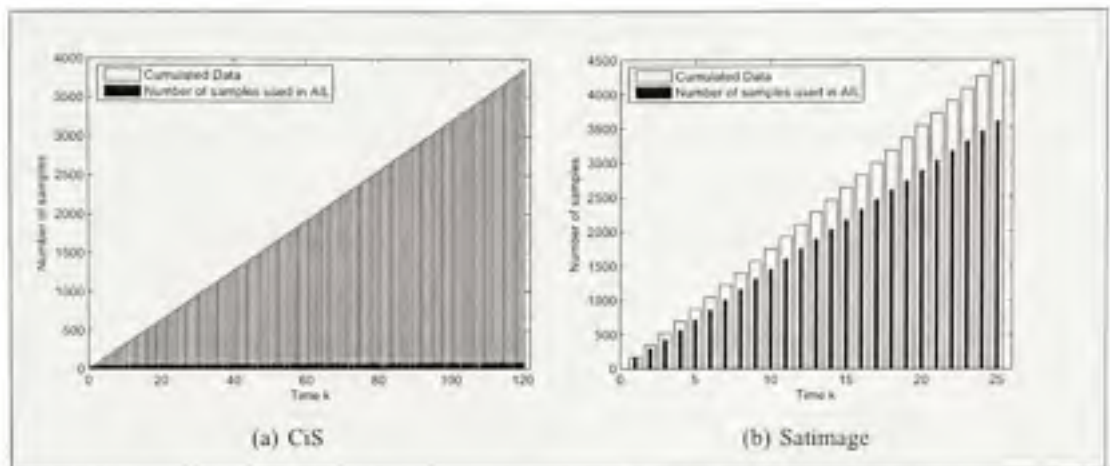 4000
3500
3000
2500
2000
1500
1000
500
0
Number of samples
Cumulated Data
Number of samples used in AIL
0 20 40 60 80 100 120
Time k
(a) CiS
4500
4000
3500
3000
2500
2000
1500
1000
500
0
Number of samples
Cumulated Data
Number of samples used in AIL
0 5 10 15 20 25
Time k
(b) Satimage